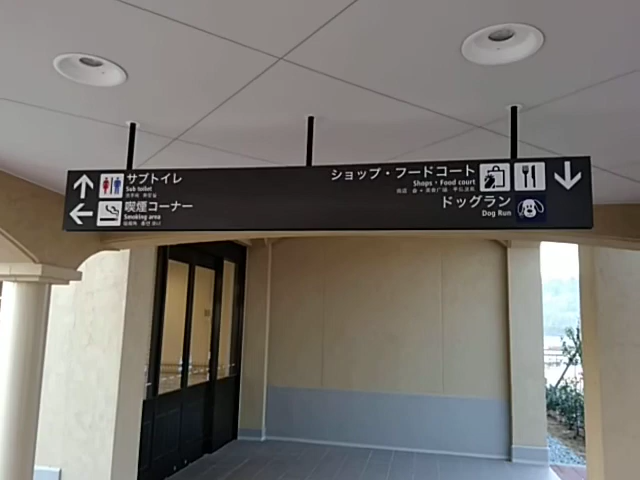 サブトイレ
Sub toilet
喫煙コーナー
Smoking area
ショップ・フードコート
Shops・Food court
ドッグラン
Dog Run